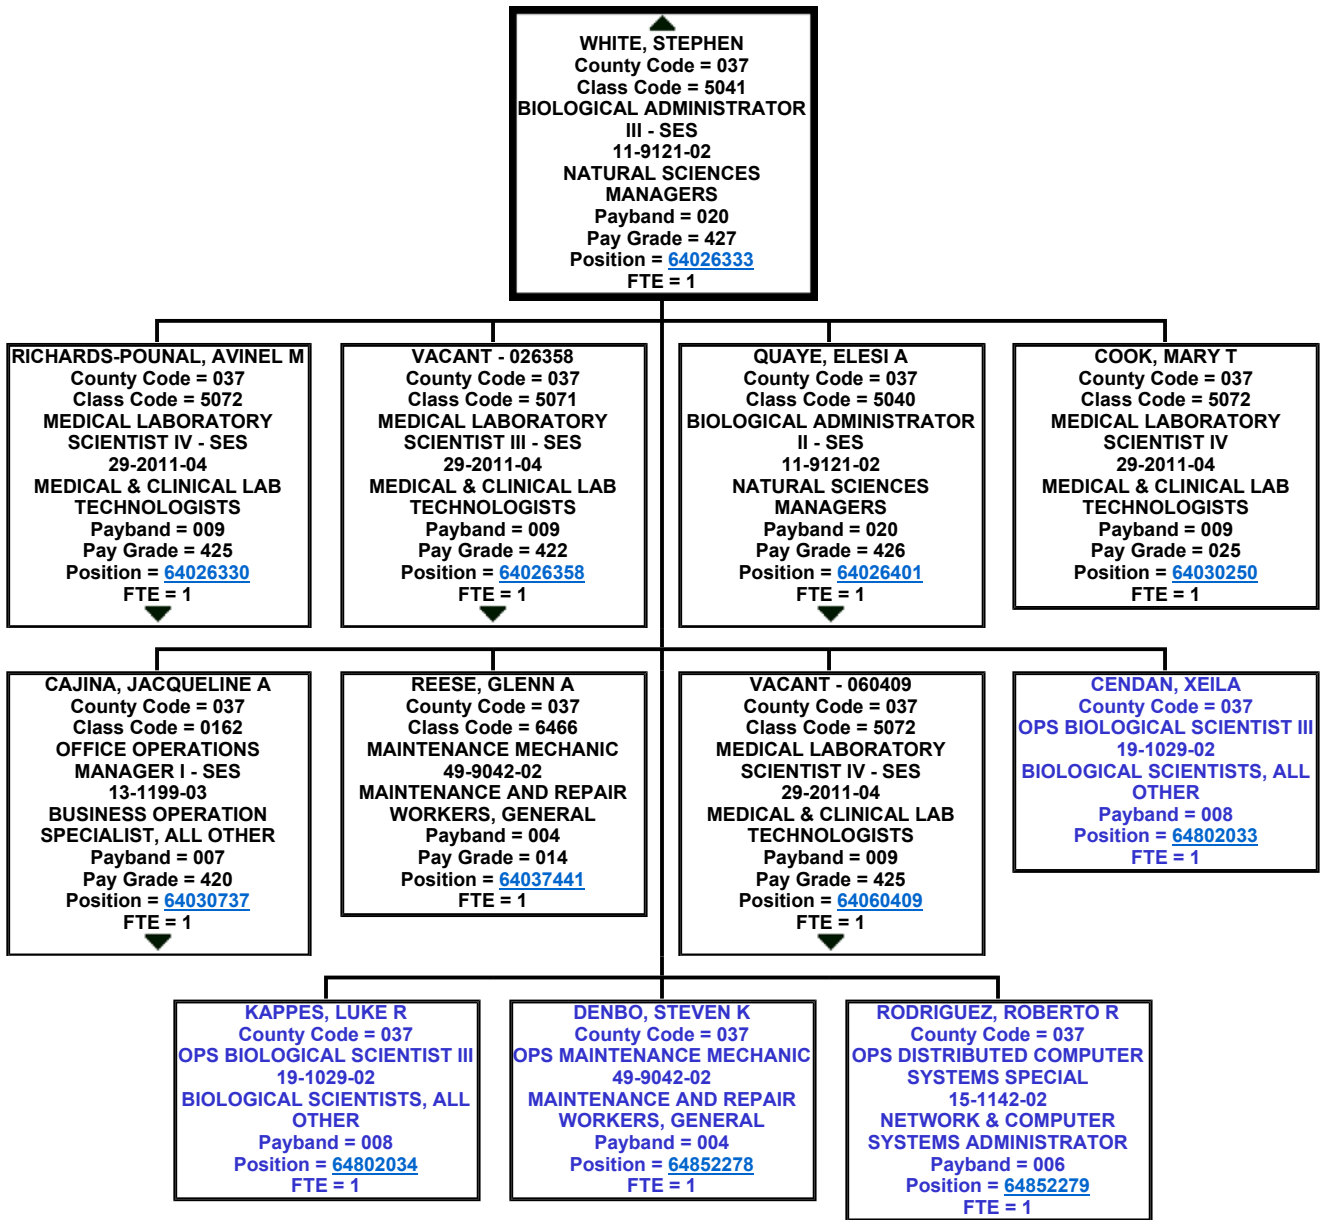 WHITE, STEPHEN
County Code = 037
Class Code = 5041
BIOLOGICAL ADMINISTRATOR
III - SES
11-9121-02
NATURAL SCIENCES
MANAGERS
Payband = 020
Pay Grade = 427
Position = 64026333
FTE = 1
RICHARDS-POUNAL, AVINEL M
County Code = 037
Class Code = 5072
MEDICAL LABORATORY
SCIENTIST IV - SES
29-2011-04
MEDICAL & CLINICAL LAB
TECHNOLOGISTS
Payband = 009
Pay Grade = 425
Position = 64026330
FTE = 1
VACANT - 026358
County Code = 037
Class Code = 5071
MEDICAL LABORATORY
SCIENTIST III - SES
29-2011-04
MEDICAL & CLINICAL LAB
TECHNOLOGISTS
Payband = 009
Pay Grade = 422
Position = 64026358
FTE = 1
QUAYE, ELESI A
County Code = 037
Class Code = 5040
BIOLOGICAL ADMINISTRATOR
II - SES
11-9121-02
NATURAL SCIENCES
MANAGERS
Payband = 020
Pay Grade = 426
Position = 64026401
FTE = 1
COOK, MARY T
County Code = 037
Class Code = 5072
MEDICAL LABORATORY
SCIENTIST IV
29-2011-04
MEDICAL & CLINICAL LAB
TECHNOLOGISTS
Payband = 009
Pay Grade = 025
Position = 64030250
FTE = 1
CAJINA, JACQUELINE A
County Code = 037
Class Code = 0162
OFFICE OPERATIONS
MANAGER I - SES
13-1199-03
BUSINESS OPERATION
SPECIALIST, ALL OTHER
Payband = 007
Pay Grade = 420
Position = 64030737
FTE = 1
REESE, GLENN A
County Code = 037
Class Code = 6466
MAINTENANCE MECHANIC
49-9042-02
MAINTENANCE AND REPAIR
WORKERS, GENERAL
Payband = 004
Pay Grade = 014
Position = 64037441
FTE = 1
VACANT - 060409
County Code = 037
Class Code = 5072
MEDICAL LABORATORY
SCIENTIST IV - SES
29-2011-04
MEDICAL & CLINICAL LAB
TECHNOLOGISTS
Payband = 009
Pay Grade = 425
Position = 64060409
FTE = 1
CENDAN, XEILA
County Code = 037
OPS BIOLOGICAL SCIENTIST III
19-1029-02
BIOLOGICAL SCIENTISTS, ALL
OTHER
Payband = 008
Position = 64802033
FTE = 1
KAPPES, LUKE R
County Code = 037
OPS BIOLOGICAL SCIENTIST III
19-1029-02
BIOLOGICAL SCIENTISTS, ALL
OTHER
Payband = 008
Position = 64802034
FTE = 1
DENBO, STEVEN K
County Code = 037
OPS MAINTENANCE MECHANIC
49-9042-02
MAINTENANCE AND REPAIR
WORKERS, GENERAL
Payband = 004
Position = 64852278
FTE = 1
RODRIGUEZ, ROBERTO R
County Code = 037
OPS DISTRIBUTED COMPUTER
SYSTEMS SPECIAL
15-1142-02
NETWORK & COMPUTER
SYSTEMS ADMINISTRATOR
Payband = 006
Position = 64852279
FTE = 1